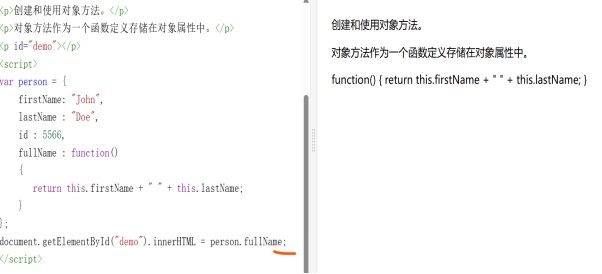 <p>创建和使用对象方法。</p>
<p>对象方法作为一个函数定义存储在对象属性中。</p>
<p id="demo"></p>
<script>
var person = {
firstName: "John",
lastName : "Doe",
id : 5566,
fullName : function()
{
return this.firstName + " " + this.lastName;
}
};
document.getElementById("demo").innerHTML = person.fullName;
</script>
创建和使用对象方法。
对象方法作为一个函数定义存储在对象属性中。
function() { return this.firstName + " " + this.lastName; }